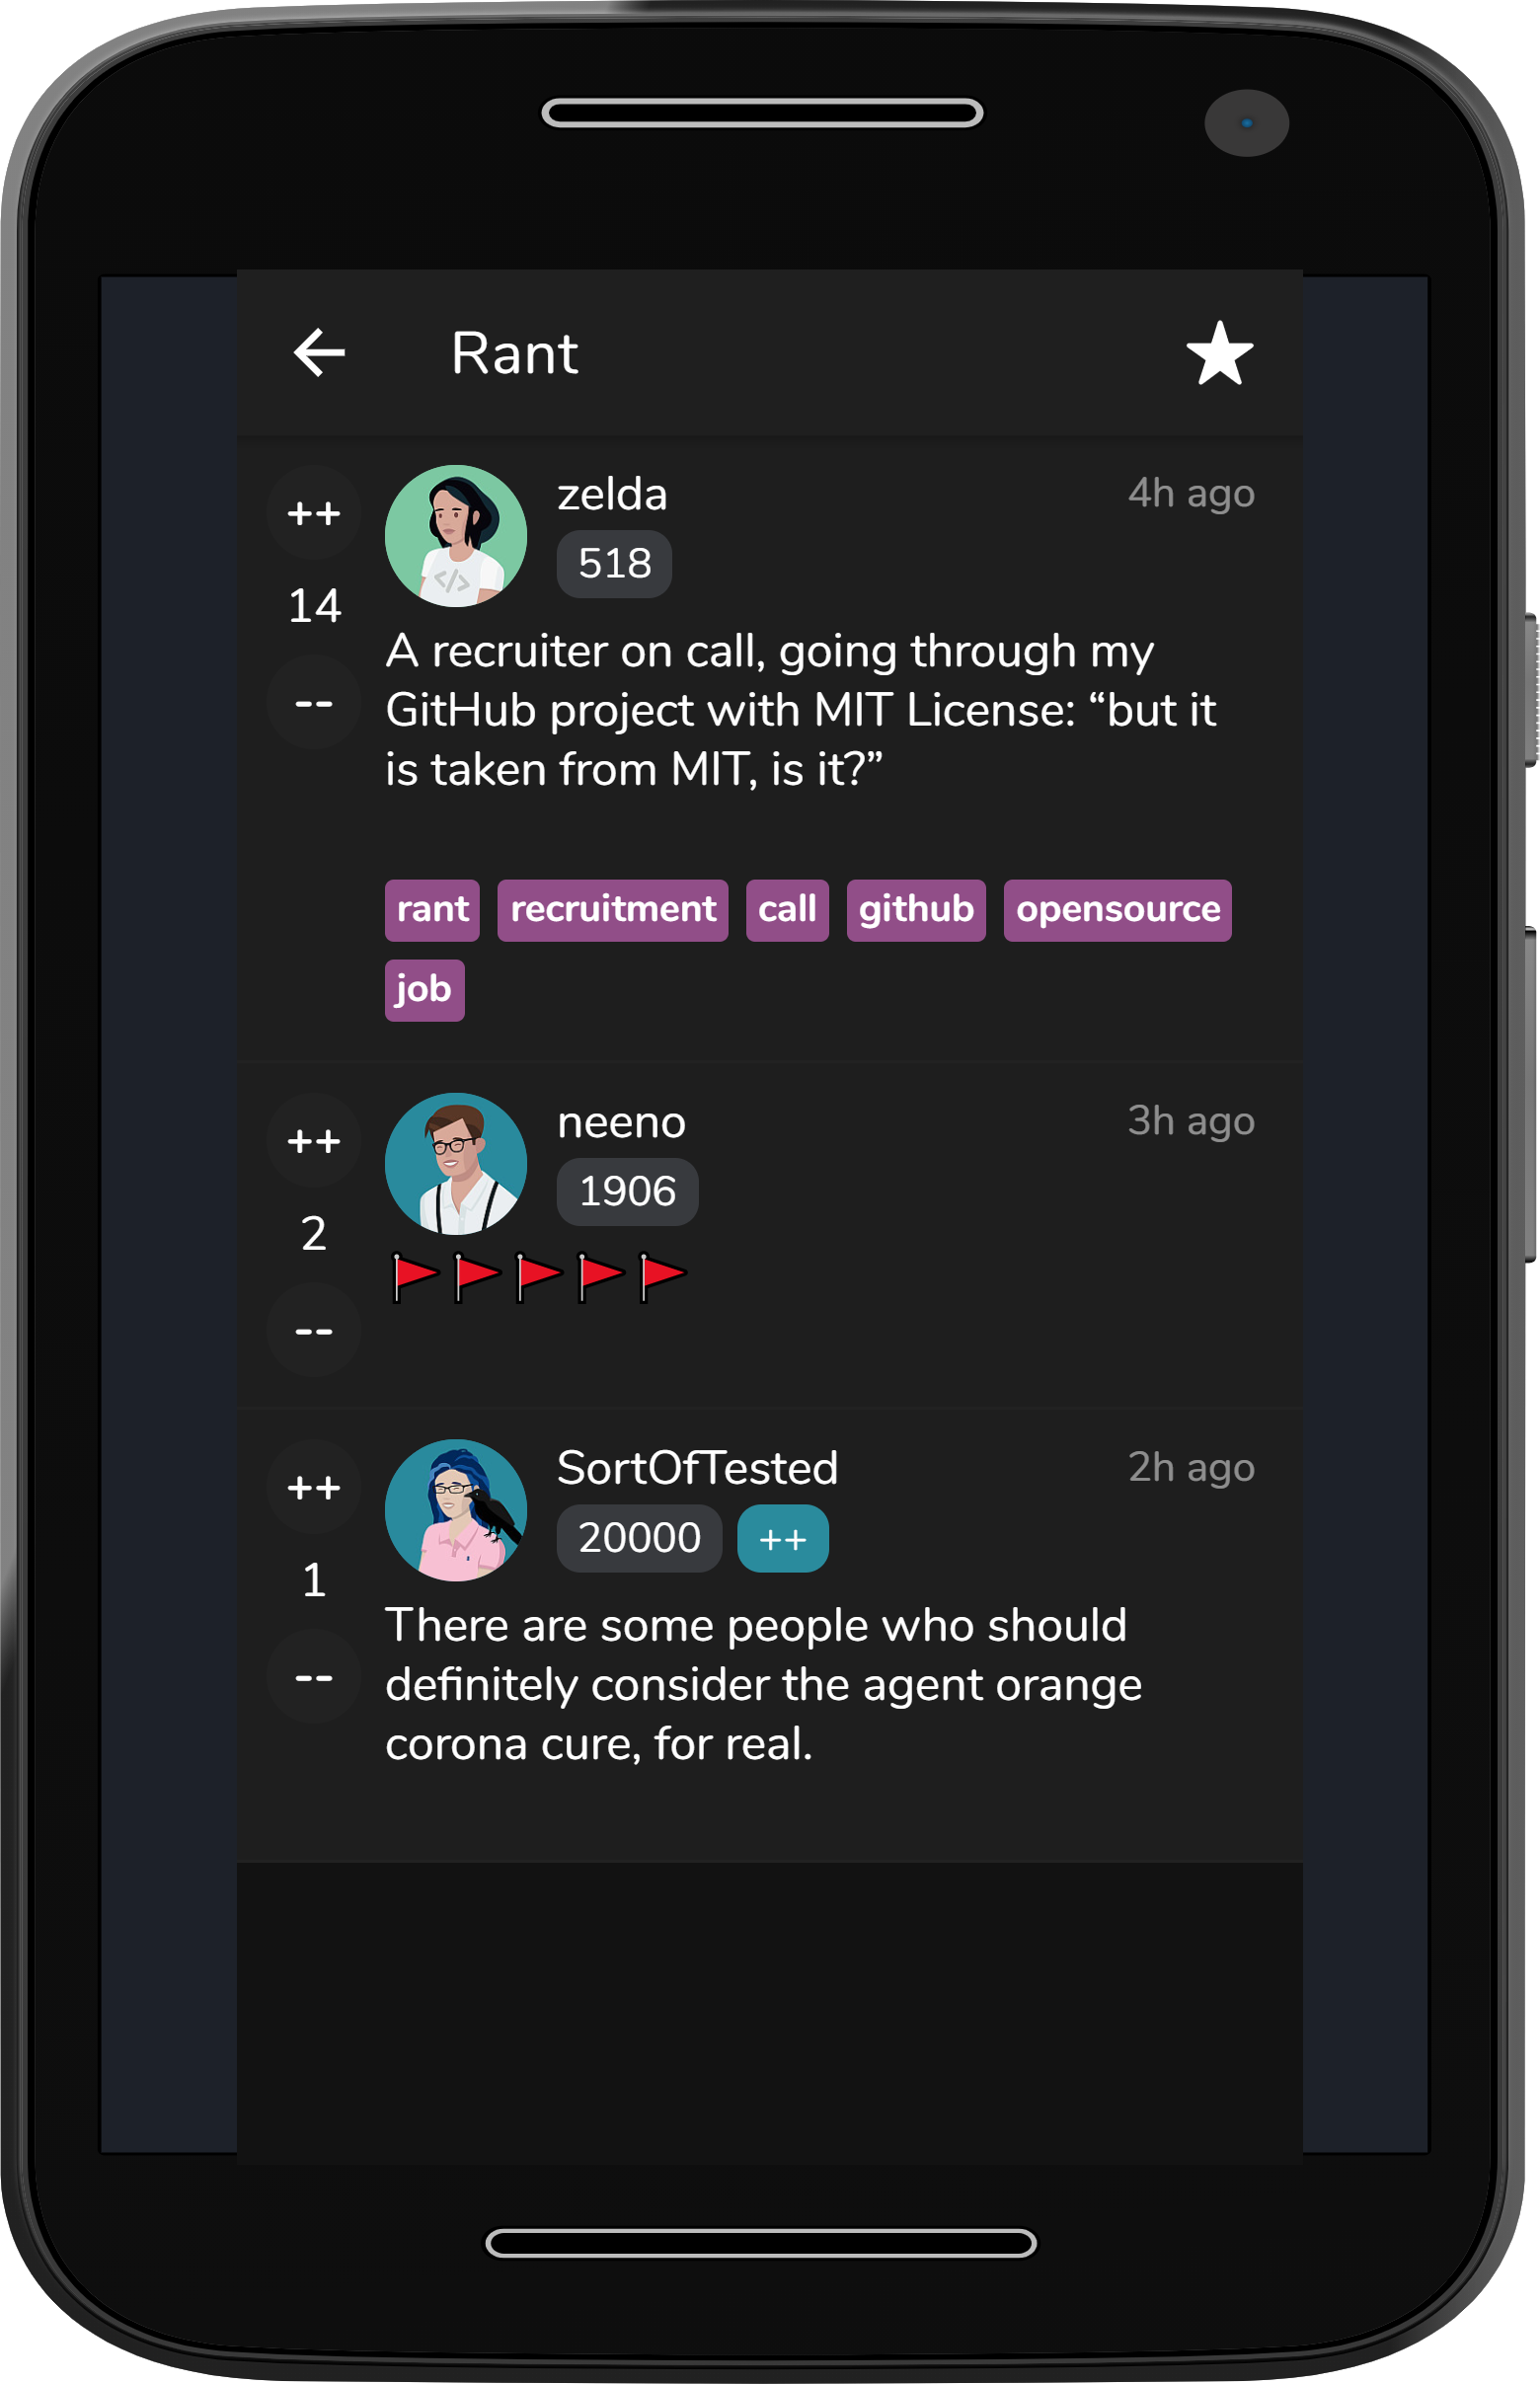 Rant
++
14
--
zelda
518
4h ago
A recruiter on call, going through my
GitHub project with MIT License: “but it
is taken from MIT, is it?”
rant recruitment call github opensource
job
++
2
--
neeno
1906
3h ago
🚩🚩🚩🚩🚩
++
1
--
SortOfTested
20000 ++
2h ago
There are some people who should
definitely consider the agent orange
corona cure, for real.